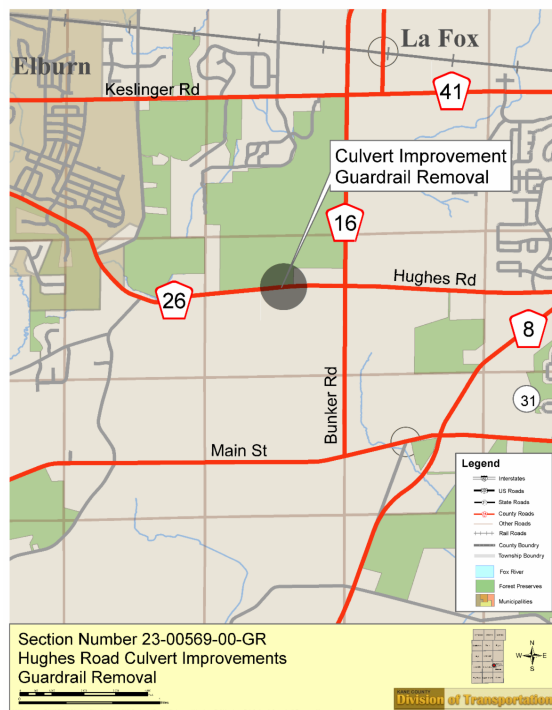 La Fox
Elburn
Keslinger Rd
41
Culvert Improvement
Guardrail Removal
16
Hughes Rd
26
8
Bunker Rd
31
Main St
Legend
Interstates
US Roads
State Roads
County Roads
Other Roads
Rail Roads
County Boundry
Township Boundry
Fox River
Forest Preserves
Municipalities
Section Number 23-00569-00-GR
Hughes Road Culvert Improvements
Guardrail Removal
N
W
E
S
KANE COUNTY
Division of Transportation